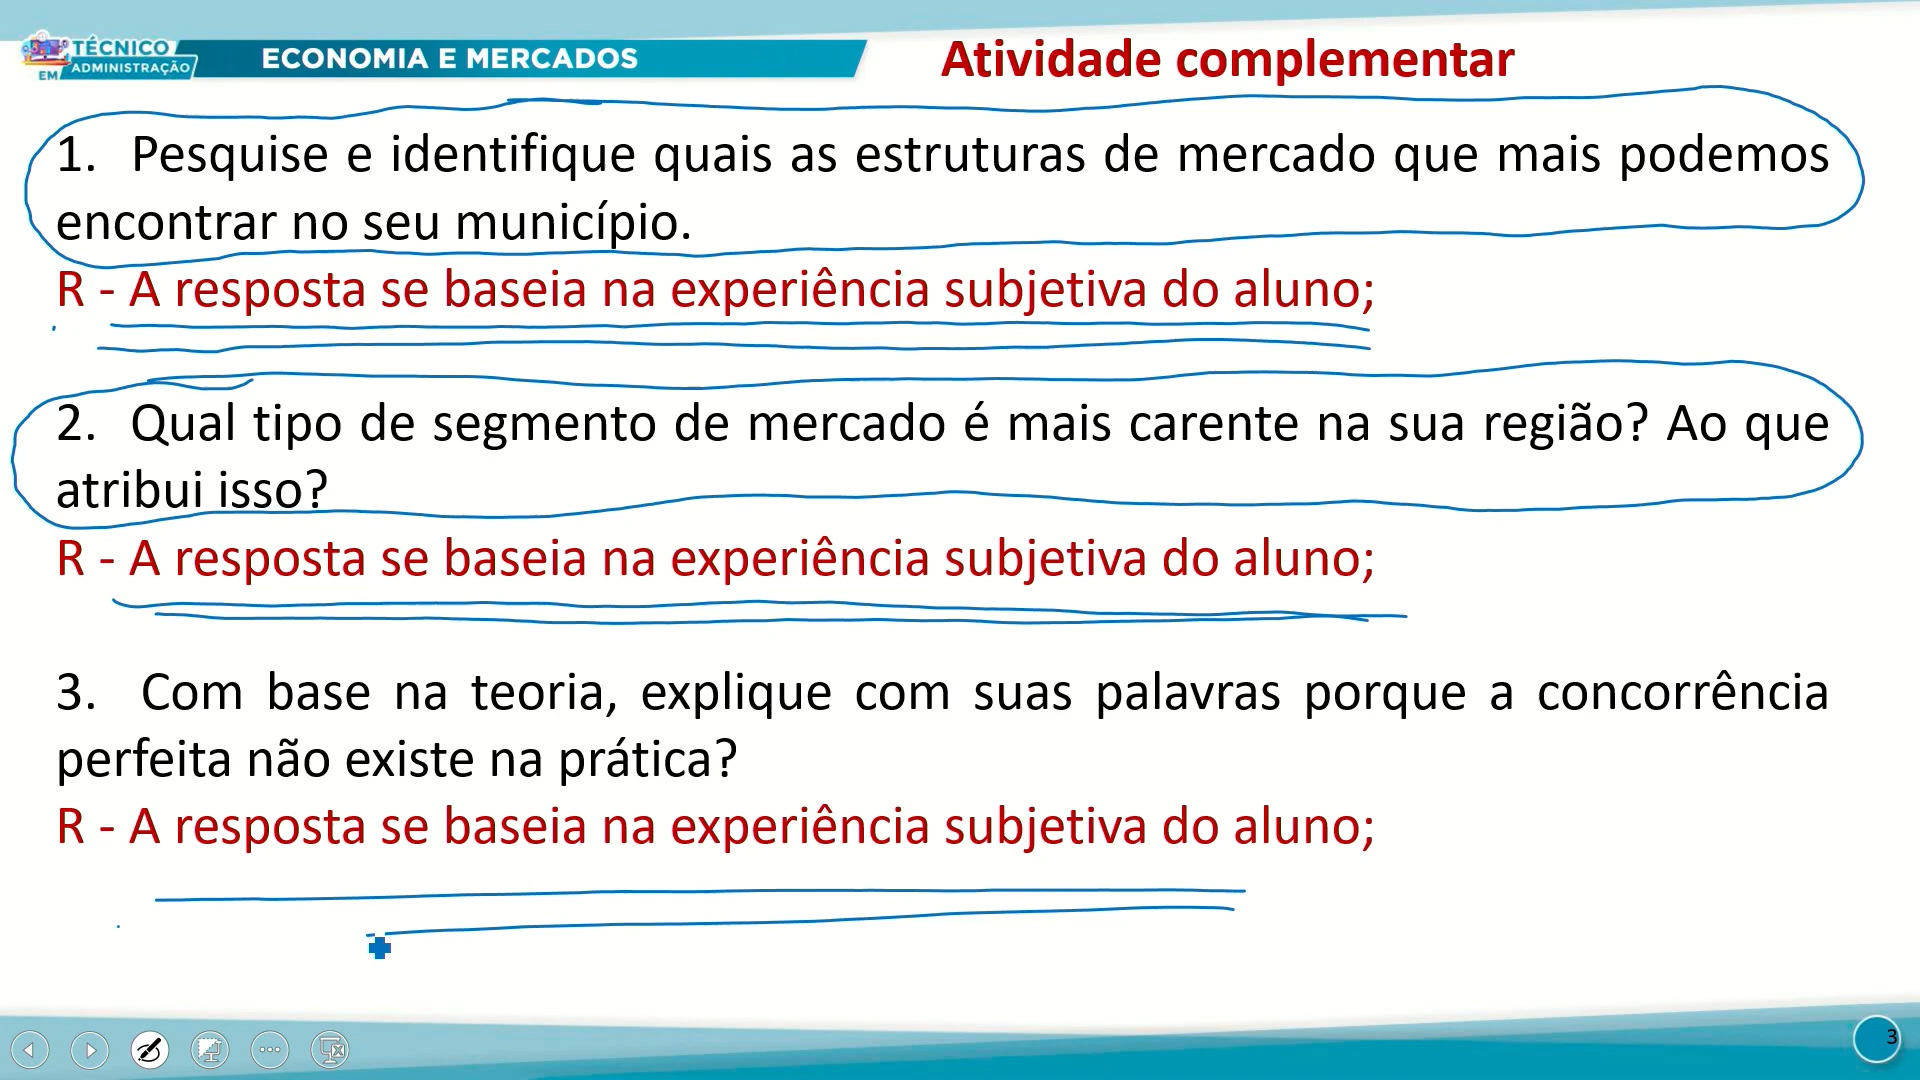 TÉCNICO
EM ADMINISTRAÇÃO
ECONOMIA E MERCADOS
Atividade complementar
1. Pesquise e identifique quais as estruturas de mercado que mais podemos
encontrar no seu município.
R - A resposta se baseia na experiência subjetiva do aluno;
2. Qual tipo de segmento de mercado é mais carente na sua região? Ao que
atribui isso?
R - A resposta se baseia na experiência subjetiva do aluno;
3. Com base na teoria, explique com suas palavras porque a concorrência
perfeita não existe na prática?
R - A resposta se baseia na experiência subjetiva do aluno;
3